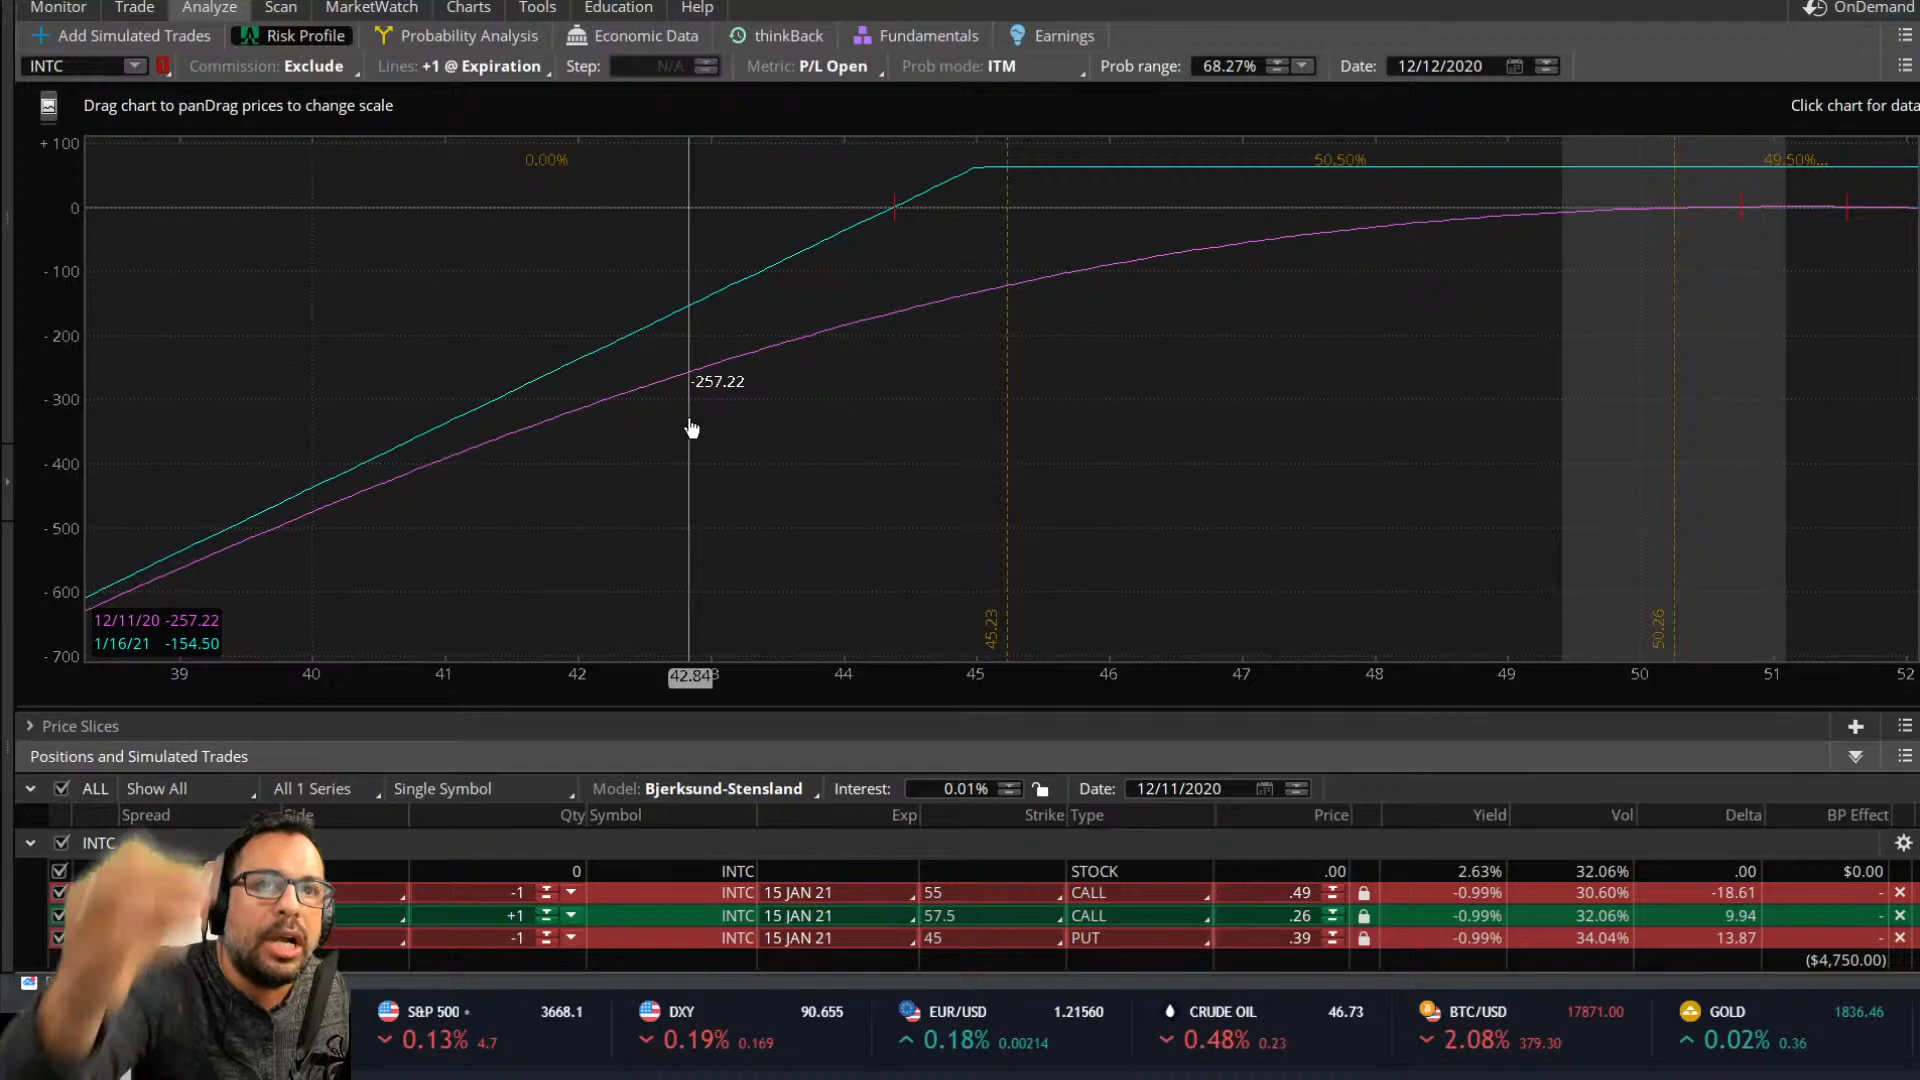 Monitor Trade Analyze Scan MarketWatch Charts Tools Education Help OnDemand
Add Simulated Trades Risk Profile Probability Analysis Economic Data thinkBack Fundamentals Earnings
INTC Commission: Exclude Lines: +1 @ Expiration Step: N/A Metric: P/L Open Prob mode: ITM Prob range: 68.27% Date: 12/12/2020
Drag chart to panDrag prices to change scale Click chart for data
+ 100
0.00% 50.50% 49.50%...
0
- 100
- 200
- 300
-257.22
- 400
- 500
- 600
12/11/20 -257.22
1/16/21 -154.50
45.23
50.26
- 700
39 40 41 42 42.84 44 45 46 47 48 49 50 51 52
Price Slices
Positions and Simulated Trades
ALL Show All All 1 Series Single Symbol Model: Bjerksund-Stensland Interest: 0.01% Date: 12/11/2020
Spread Side Qty Symbol Exp Strike Type Price Yield Vol Delta BP Effect
INTC
0 INTC STOCK .00 2.63% 32.06% .00 $0.00
-1 INTC 15 JAN 21 55 CALL .49 -0.99% 30.60% -18.61 -
+1 INTC 15 JAN 21 57.5 CALL .26 -0.99% 32.06% 9.94 -
-1 INTC 15 JAN 21 45 PUT .39 -0.99% 34.04% 13.87 -
($4,750.00)
S&P 500 3668.1 DXY 90.655 EUR/USD 1.21560 CRUDE OIL 46.73 BTC/USD 17871.00 GOLD 1836.46
0.13% 4.7 0.19% 0.169 0.18% 0.00214 0.48% 0.23 2.08% 379.30 0.02% 0.36